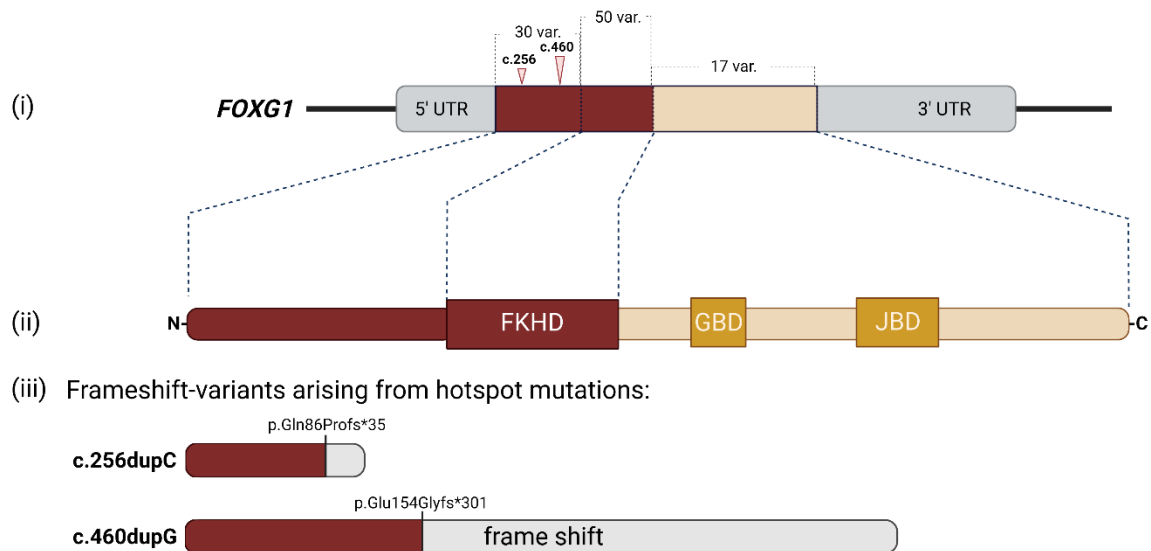 50 var.
30 var.
c.460
c.256
17 var.
(i) FOXG1 5' UTR 3' UTR
(ii) N- FKHD GBD JBD -C
(iii) Frameshift-variants arising from hotspot mutations:
p.Gln86Profs*35
c.256dupC
p.Glu154Glyfs*301
c.460dupG frame shift